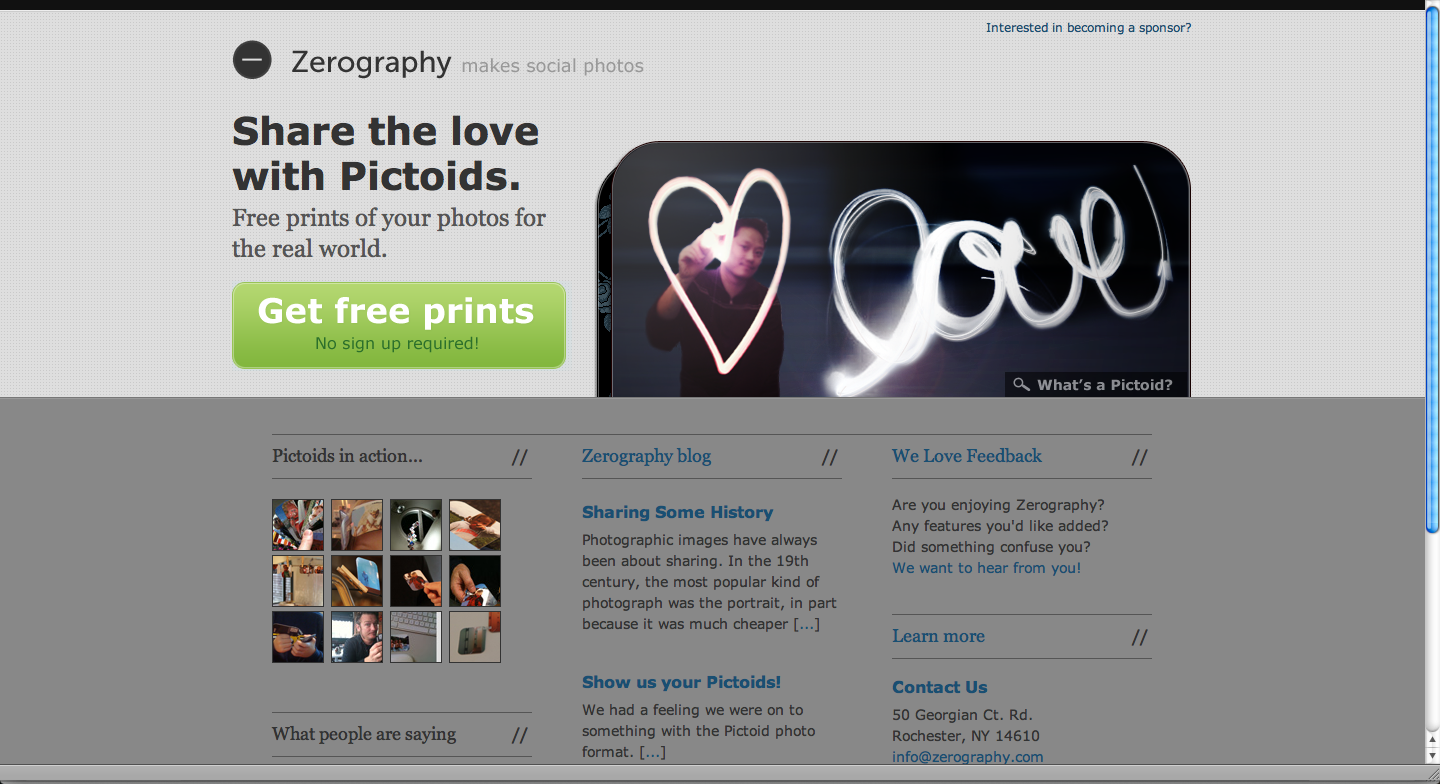 Interested in becoming a sponsor?
Zerography makes social photos
Share the love
with Pictoids.
Free prints of your photos for
the real world.
Get free prints
No sign up required!
love
What's a Pictoid?
Pictoids in action... //
What people are saying //
Zerography blog //
Sharing Some History
Photographic images have always
been about sharing. In the 19th
century, the most popular kind of
photograph was the portrait, in part
because it was much cheaper [...]
Show us your Pictoids!
We had a feeling we were on to
something with the Pictoid photo
format. [...]
We Love Feedback //
Are you enjoying Zerography?
Any features you'd like added?
Did something confuse you?
We want to hear from you!
Learn more //
Contact Us
50 Georgian Ct. Rd.
Rochester, NY 14610
info@zerography.com